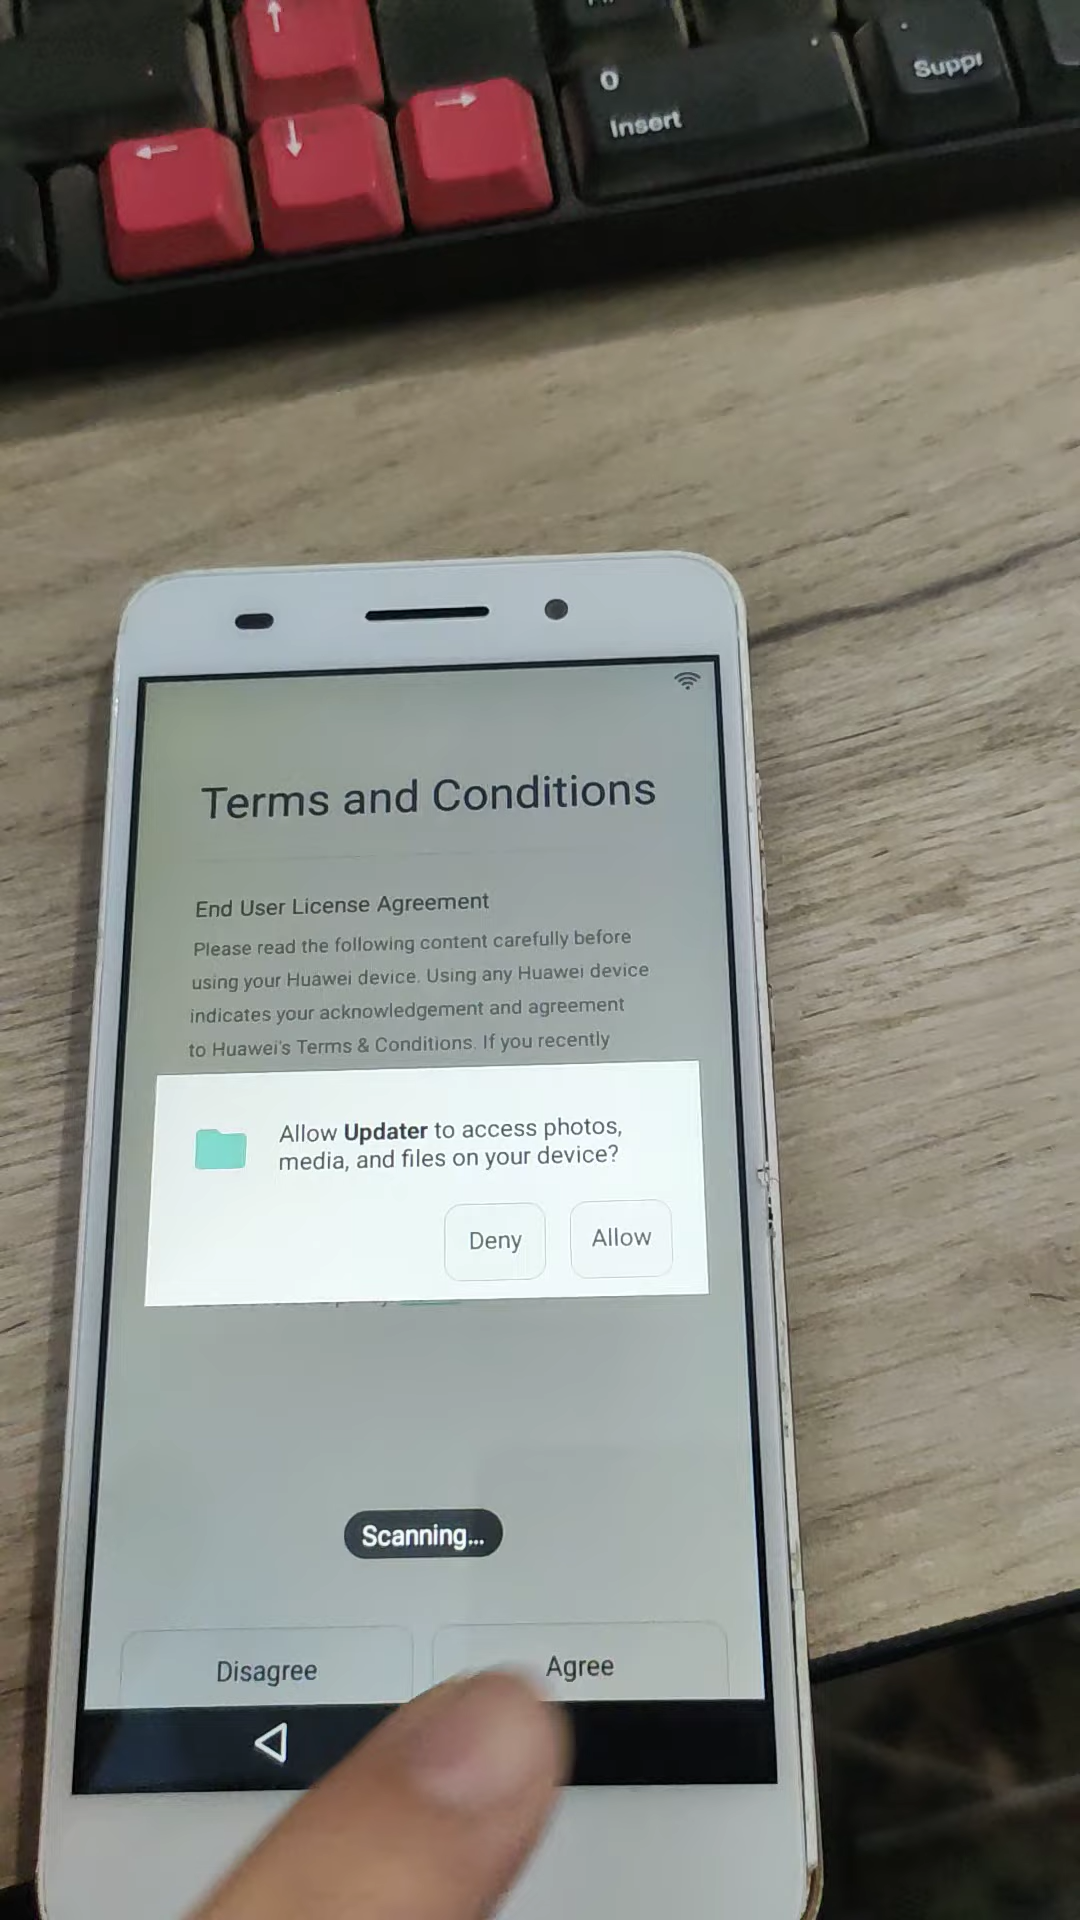 0
Insert
Suppr
Terms and Conditions
End User License Agreement
Please read the following content carefully before
using your Huawei device. Using any Huawei device
indicates your acknowledgement and agreement
to Huawei's Terms & Conditions. If you recently
Allow Updater to access photos,
media, and files on your device?
Deny
Allow
Scanning...
Disagree
Agree